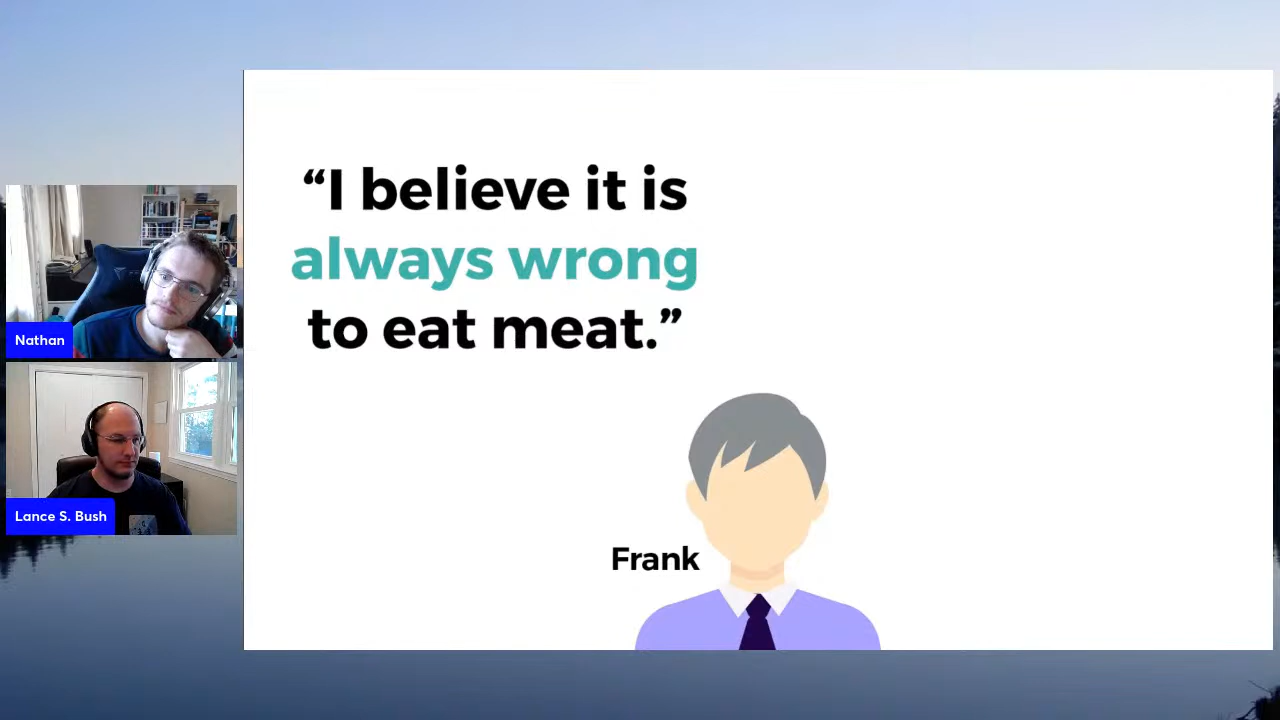 “I believe it is
always wrong
to eat meat.”
Nathan
Lance S. Bush
Frank